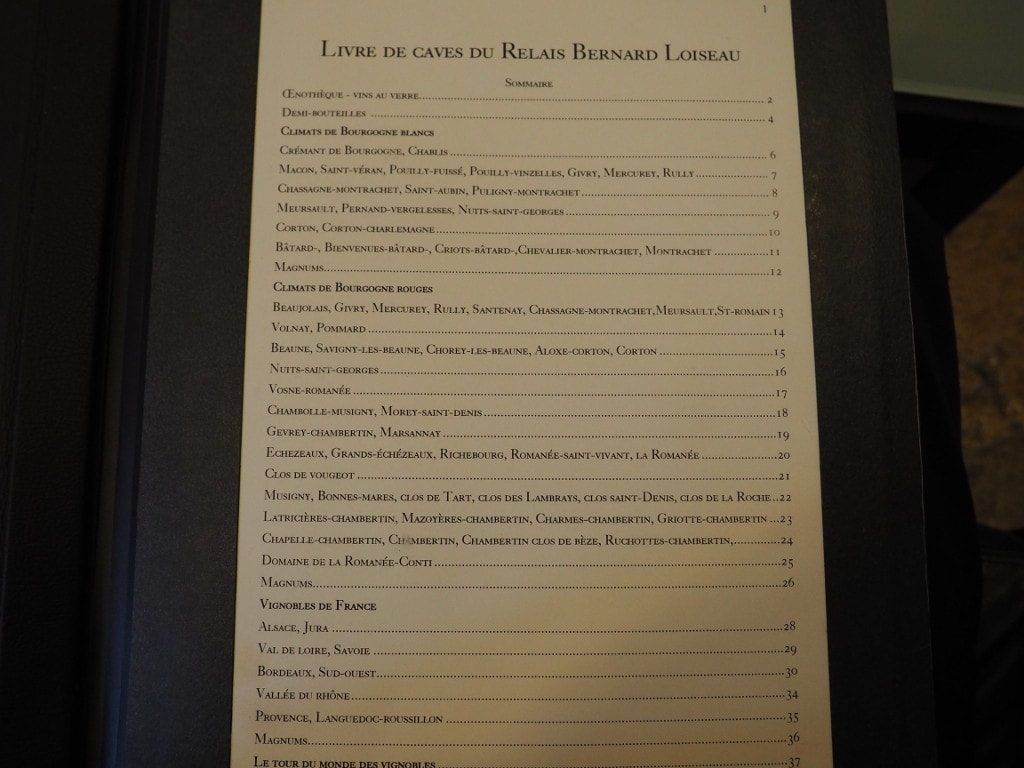 1
Livre de caves du Relais Bernard Loiseau
Sommaire
Œnothèque - vins au verre 2
Demi-bouteilles 4
Climats de Bourgogne blancs
Crémant de Bourgogne, Chablis 6
Macon, Saint-véran, Pouilly-fuissé, Pouilly-vinzelles, Givry, Mercurey, Rully 7
Chassagne-montrachet, Saint-aubin, Puligny-montrachet 8
Meursault, Pernand-vergelesses, Nuits-saint-georges 9
Corton, Corton-charlemagne 10
Bâtard-, Bienvenues-bâtard-, Criots-bâtard-,Chevalier-montrachet, Montrachet 11
Magnums 12
Climats de Bourgogne rouges
Beaujolais, Givry, Mercurey, Rully, Santenay, Chassagne-montrachet,Meursault,St-romain 13
Volnay, Pommard 14
Beaune, Savigny-les-beaune, Chorey-les-beaune, Aloxe-corton, Corton 15
Nuits-saint-georges 16
Vosne-romanée 17
Chambolle-musigny, Morey-saint-denis 18
Gevrey-chambertin, Marsannay 19
Echezeaux, Grands-échézeaux, Richebourg, Romanée-saint-vivant, la Romanée 20
Clos de vougeot 21
Musigny, Bonnes-mares, clos de Tart, clos des Lambrays, clos saint-Denis, clos de la Roche 22
Latricières-chambertin, Mazoyères-chambertin, Charmes-chambertin, Griotte-chambertin 23
Chapelle-chambertin, Chambertin, Chambertin clos de bèze, Ruchottes-chambertin, 24
Domaine de la Romanée-Conti 25
Magnums 26
Vignobles de France
Alsace, Jura 28
Val de loire, Savoie 29
Bordeaux, Sud-ouest 30
Vallée du rhône 34
Provence, Languedoc-roussillon 35
Magnums 36
Le tour du monde des vignobles 37